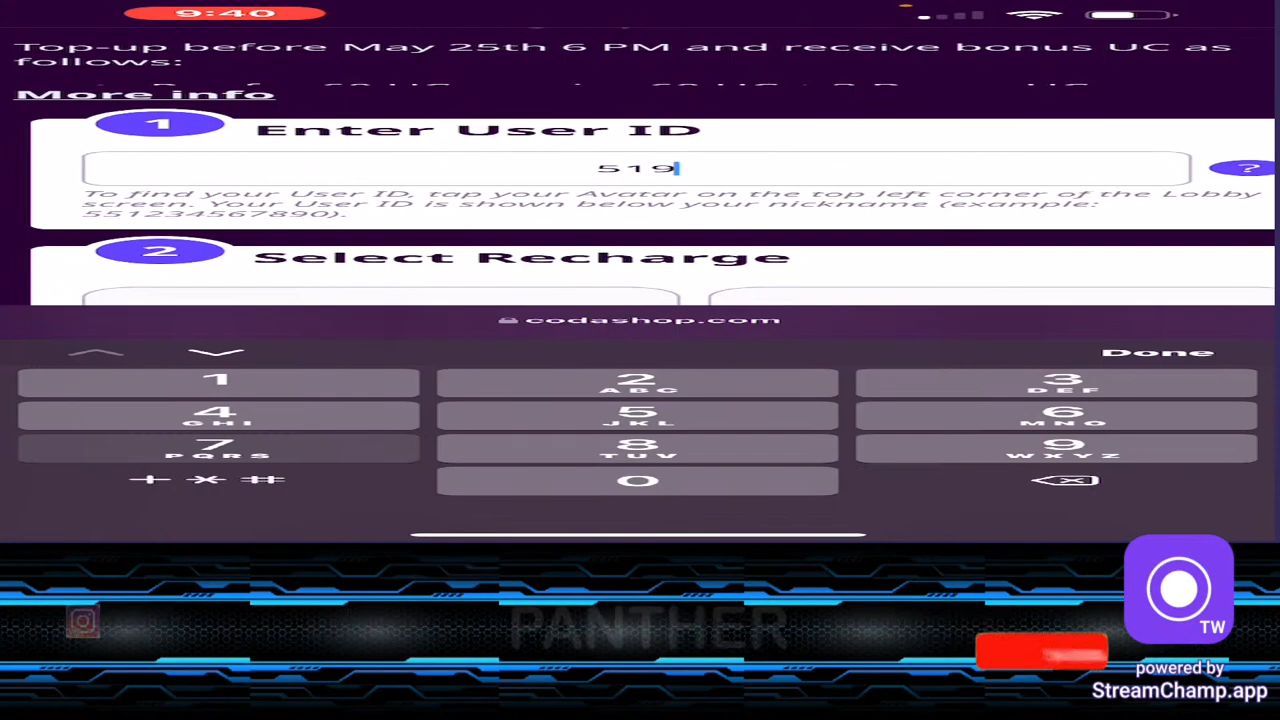 9:40
Top-up before May 25th 6 PM and receive bonus UC as
follows:
More info
1
Enter User ID
519
?
To find your User ID, tap your Avatar on the top left corner of the Lobby
screen. Your User ID is shown below your nickname (example:
551234567890).
2
Select Recharge
codashop.com
Done
1
2
ABC
3
DEF
4
GHI
5
JKL
6
MNO
7
PQRS
8
TUV
9
WXYZ
+*#
0
PANTHER
TW
powered by
StreamChamp.app